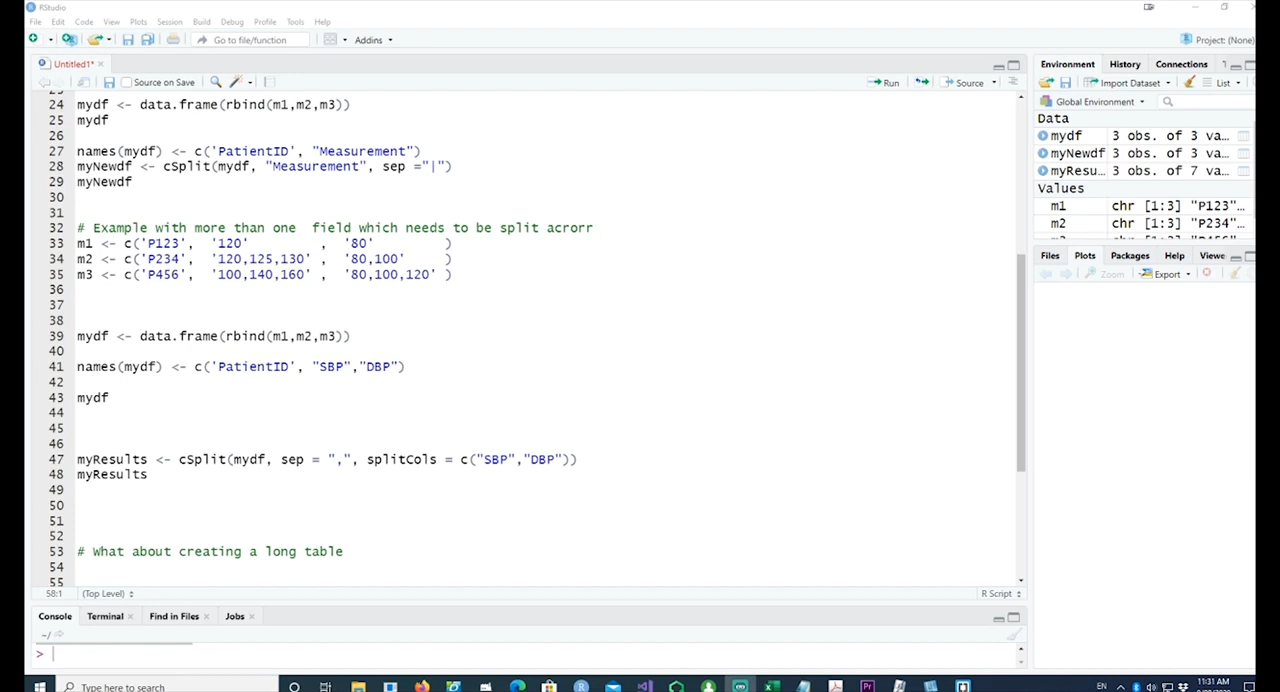 RStudio
File Edit Code View Plots Session Build Debug Profile Tools Help
Go to file/function Addins Project: (None)
Untitled1*
Source on Save Run Source
24 mydf <- data.frame(rbind(m1,m2,m3))
25 mydf
26
27 names(mydf) <- c('PatientID', "Measurement")
28 myNewdf <- cSplit(mydf, "Measurement", sep ="|")
29 myNewdf
30
31
32 # Example with more than one  field which needs to be split acrorr
33 m1 <- c('P123',  '120'         , '80'         )
34 m2 <- c('P234',  '120,125,130' , '80,100'     )
35 m3 <- c('P456',  '100,140,160' , '80,100,120' )
36
37
38
39 mydf <- data.frame(rbind(m1,m2,m3))
40
41 names(mydf) <- c('PatientID', "SBP","DBP")
42
43 mydf
44
45
46
47 myResults <- cSplit(mydf, sep = ",", splitCols = c("SBP","DBP"))
48 myResults
49
50
51
52
53 # What about creating a long table
54
55
58:1 (Top Level) R Script
Console Terminal Find in Files Jobs
~/
>
Environment History Connections
Import Dataset List
Global Environment
Data
mydf 3 obs. of 3 va…
myNewdf 3 obs. of 3 va…
myResu… 3 obs. of 7 va…
Values
m1 chr [1:3] "P123"…
m2 chr [1:3] "P234"…
Files Plots Packages Help Viewe
Zoom Export
Type here to search
EN 11:31 AM